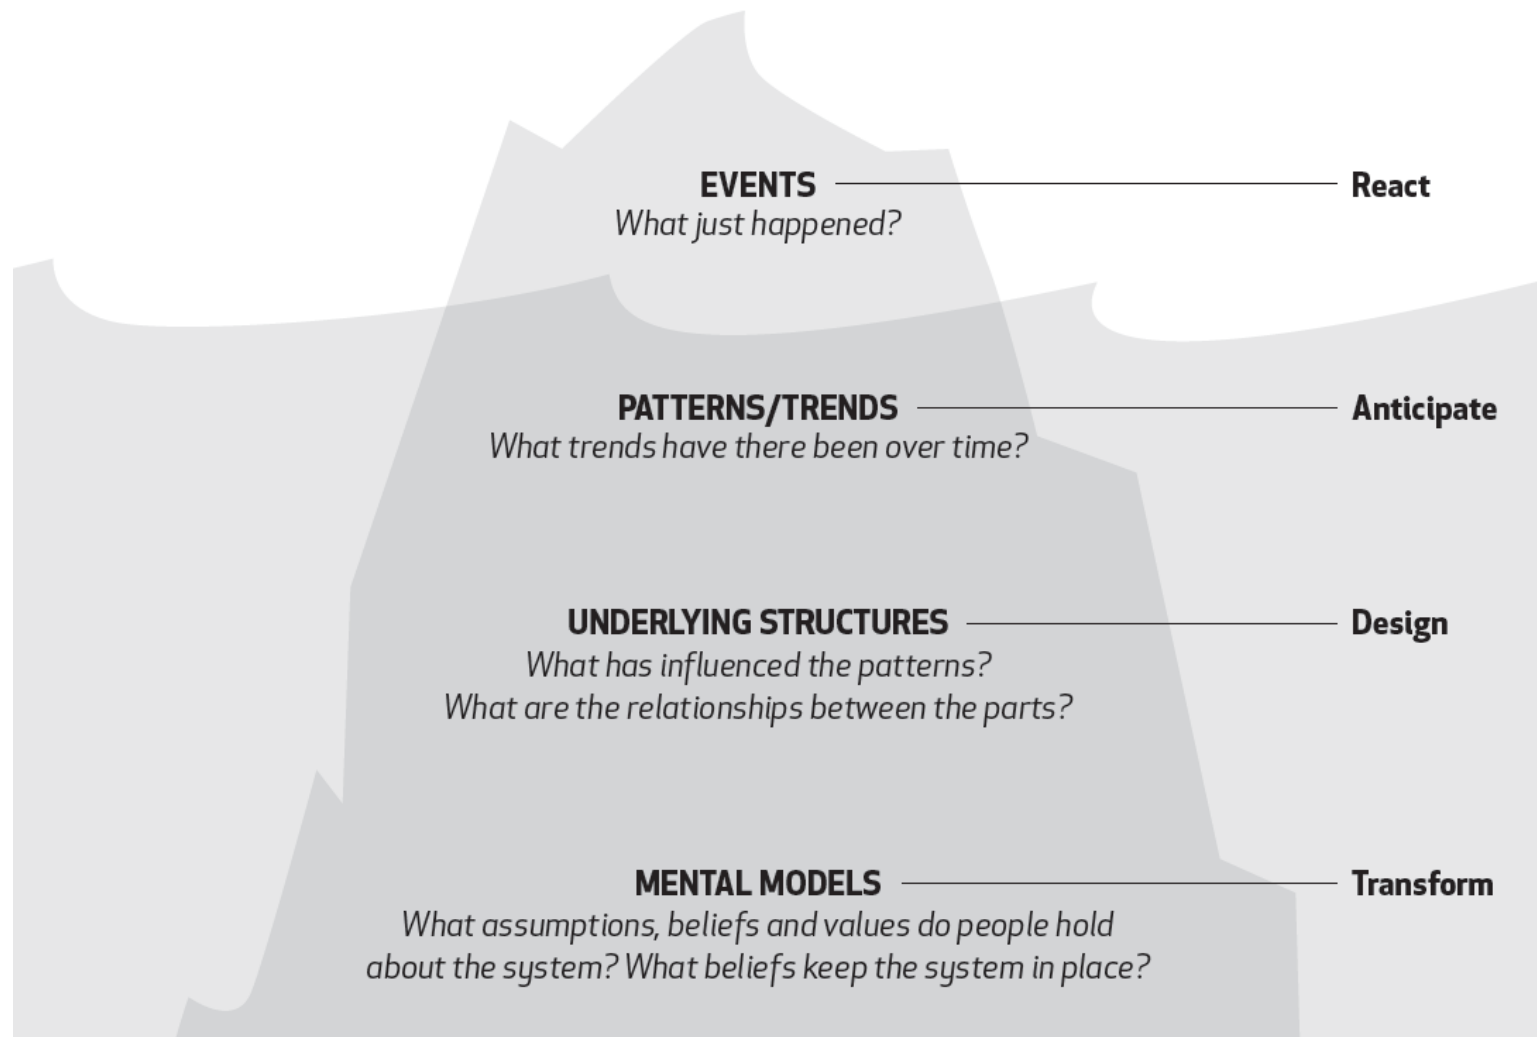 EVENTS
React
What just happened?
PATTERNS/TRENDS
Anticipate
What trends have there been over time?
UNDERLYING STRUCTURES
Design
What has influenced the patterns?
What are the relationships between the parts?
MENTAL MODELS
Transform
What assumptions, beliefs and values do people hold
about the system? What beliefs keep the system in place?